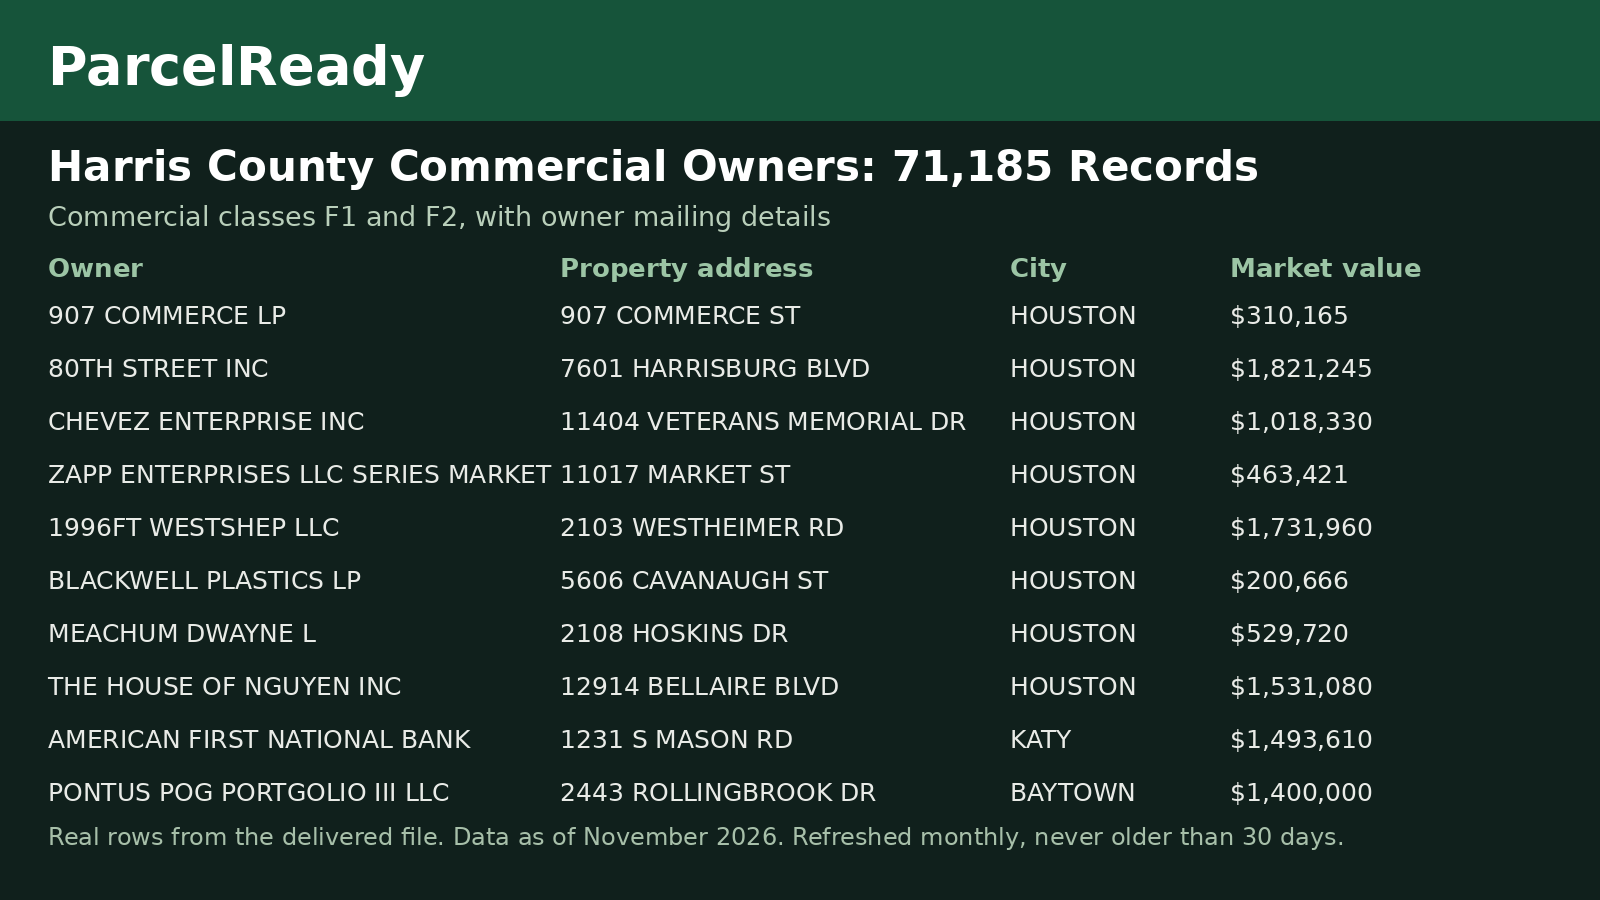 ParcelReady
Harris County Commercial Owners: 71,185 Records
Commercial classes F1 and F2, with owner mailing details
Owner Property address City Market value
907 COMMERCE LP 907 COMMERCE ST HOUSTON $310,165
80TH STREET INC 7601 HARRISBURG BLVD HOUSTON $1,821,245
CHEVEZ ENTERPRISE INC 11404 VETERANS MEMORIAL DR HOUSTON $1,018,330
ZAPP ENTERPRISES LLC SERIES MARKET 11017 MARKET ST HOUSTON $463,421
1996FT WESTSHEP LLC 2103 WESTHEIMER RD HOUSTON $1,731,960
BLACKWELL PLASTICS LP 5606 CAVANAUGH ST HOUSTON $200,666
MEACHUM DWAYNE L 2108 HOSKINS DR HOUSTON $529,720
THE HOUSE OF NGUYEN INC 12914 BELLAIRE BLVD HOUSTON $1,531,080
AMERICAN FIRST NATIONAL BANK 1231 S MASON RD KATY $1,493,610
PONTUS POG PORTGOLIO III LLC 2443 ROLLINGBROOK DR BAYTOWN $1,400,000
Real rows from the delivered file. Data as of November 2026. Refreshed monthly, never older than 30 days.